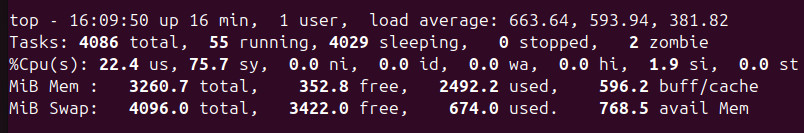 top - 16:09:50 up 16 min,  1 user,  load average: 663.64, 593.94, 381.82
Tasks: 4086 total,  55 running, 4029 sleeping,   0 stopped,   2 zombie
%Cpu(s): 22.4 us, 75.7 sy,  0.0 ni,  0.0 id,  0.0 wa,  0.0 hi,  1.9 si,  0.0 st
MiB Mem :   3260.7 total,    352.8 free,   2492.2 used,    596.2 buff/cache
MiB Swap:   4096.0 total,   3422.0 free,    674.0 used.    768.5 avail Mem